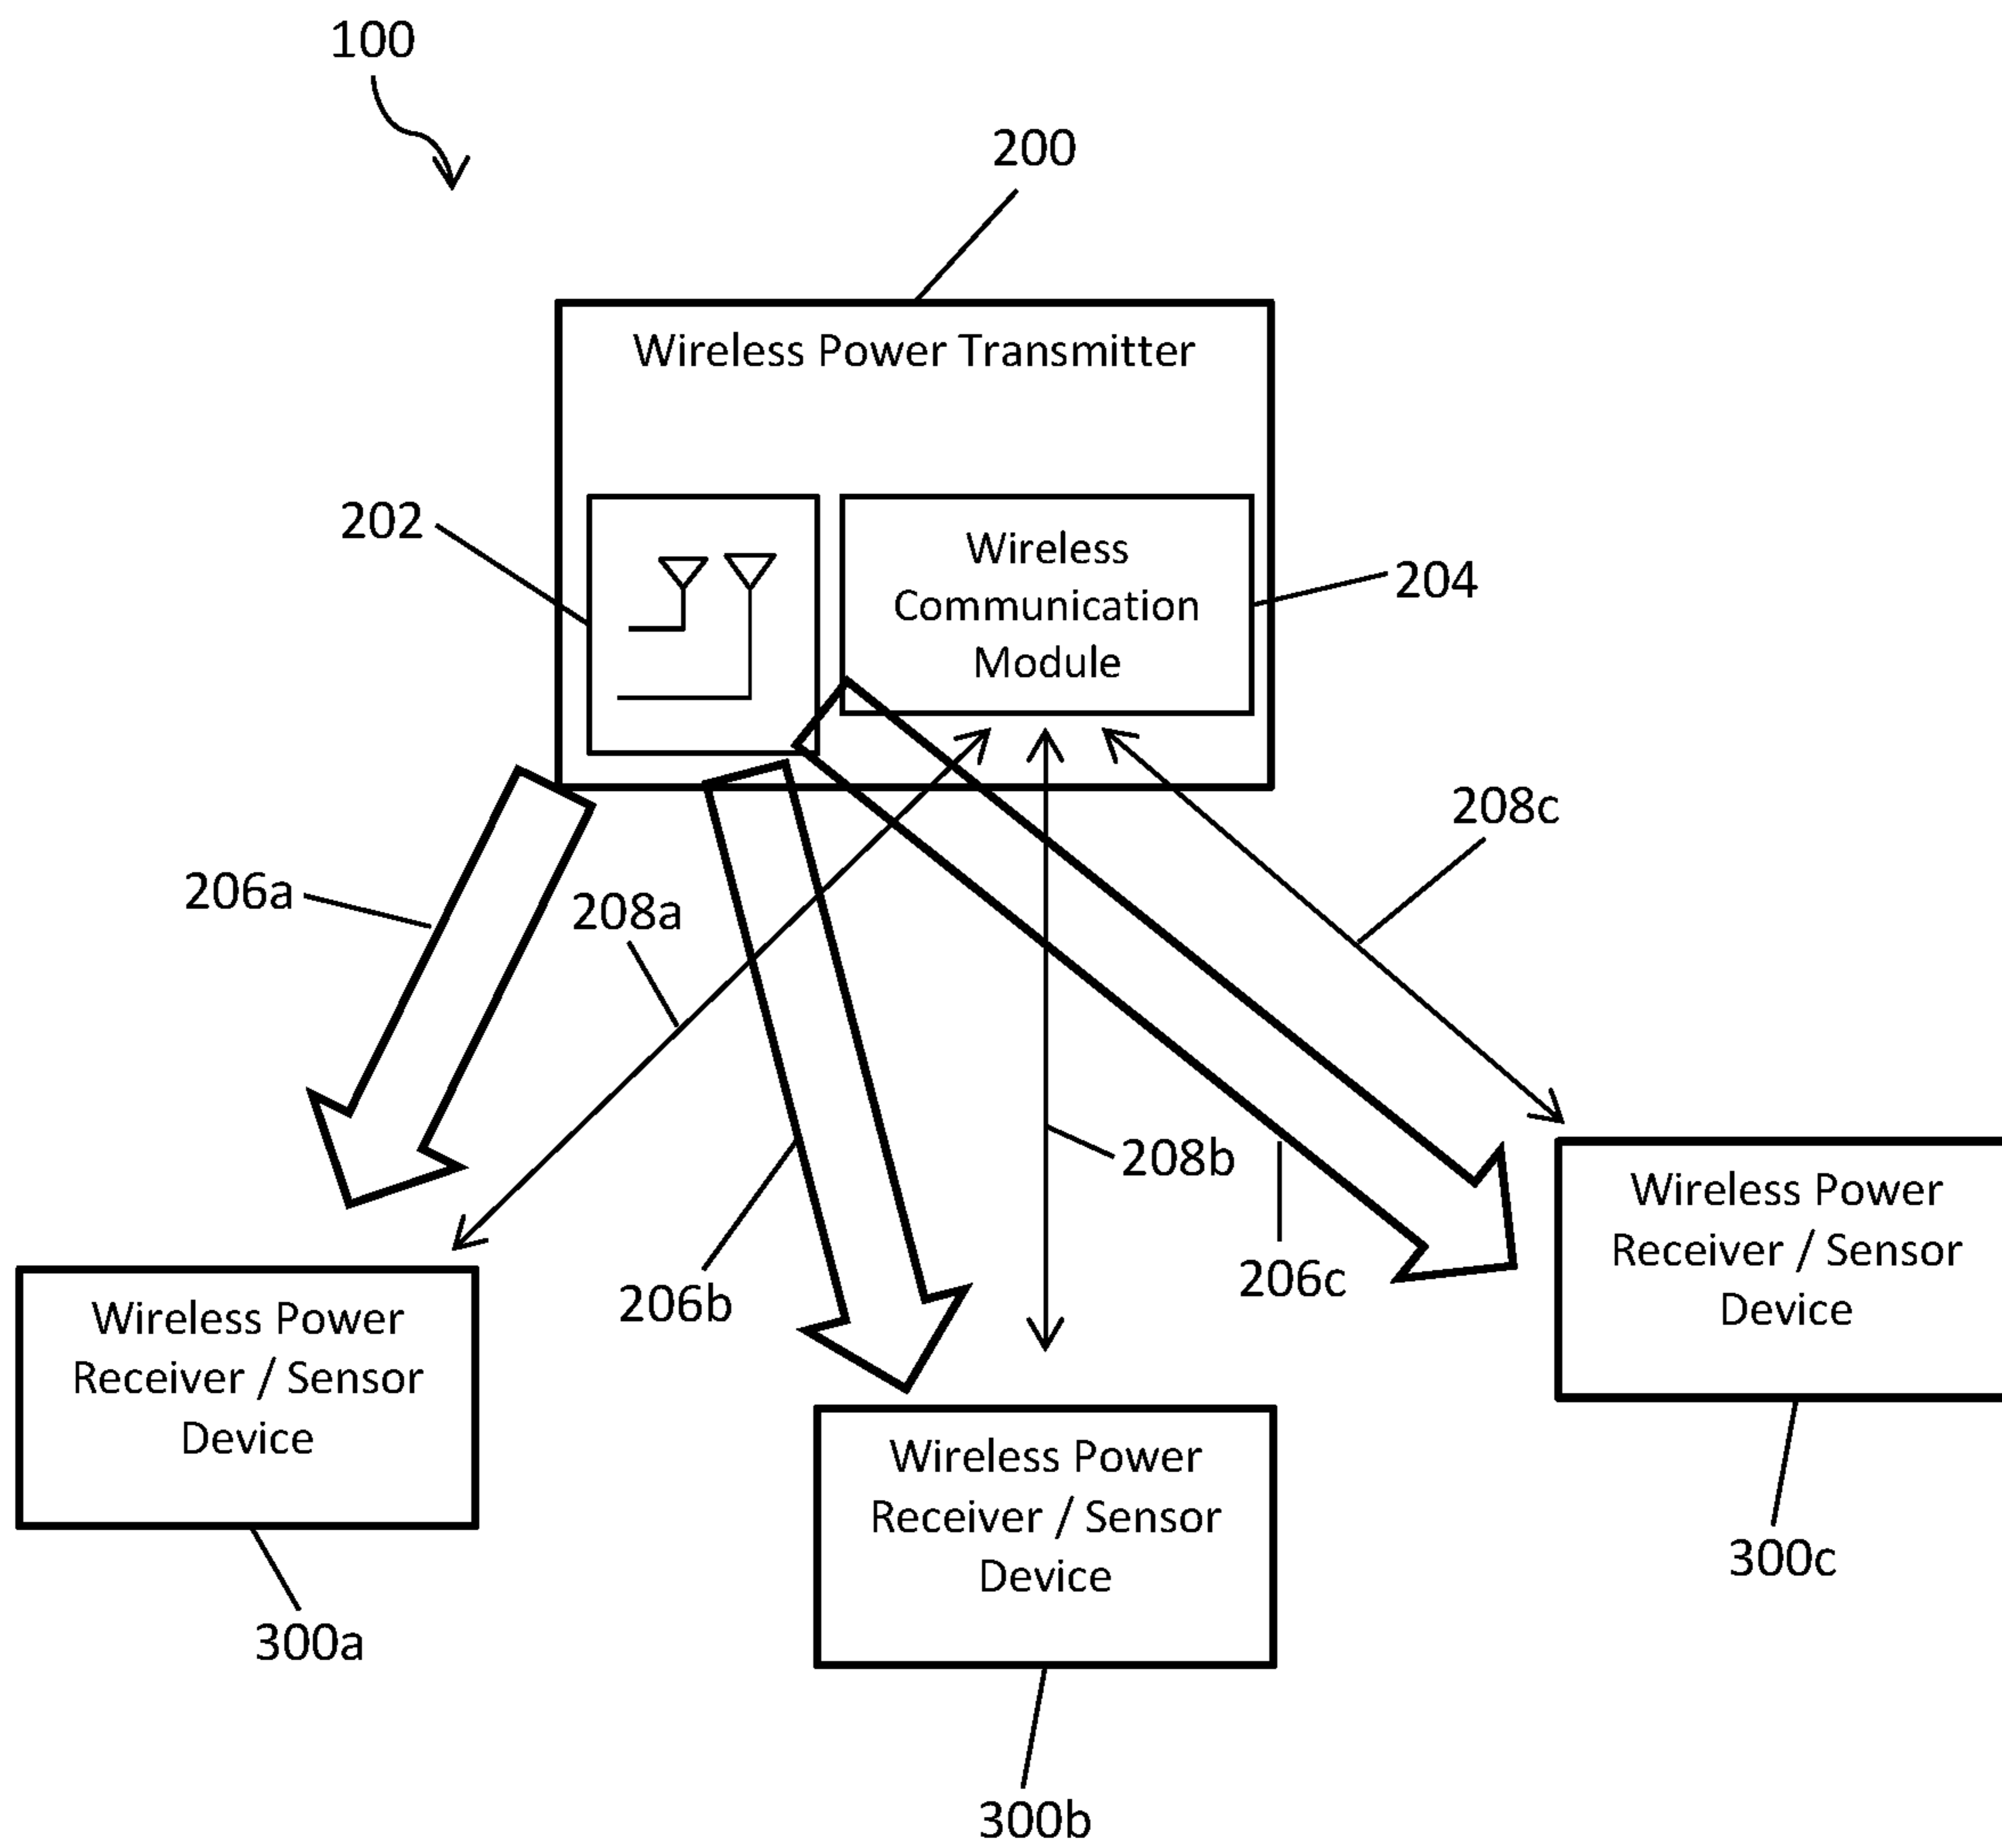 100
200
Wireless Power Transmitter
202
Wireless
Communication
Module
204
208c
206a
208a
208b
206c
206b
Wireless Power
Receiver / Sensor
Device
Wireless Power
Receiver / Sensor
Device
Wireless Power
Receiver / Sensor
Device
300c
300a
300b